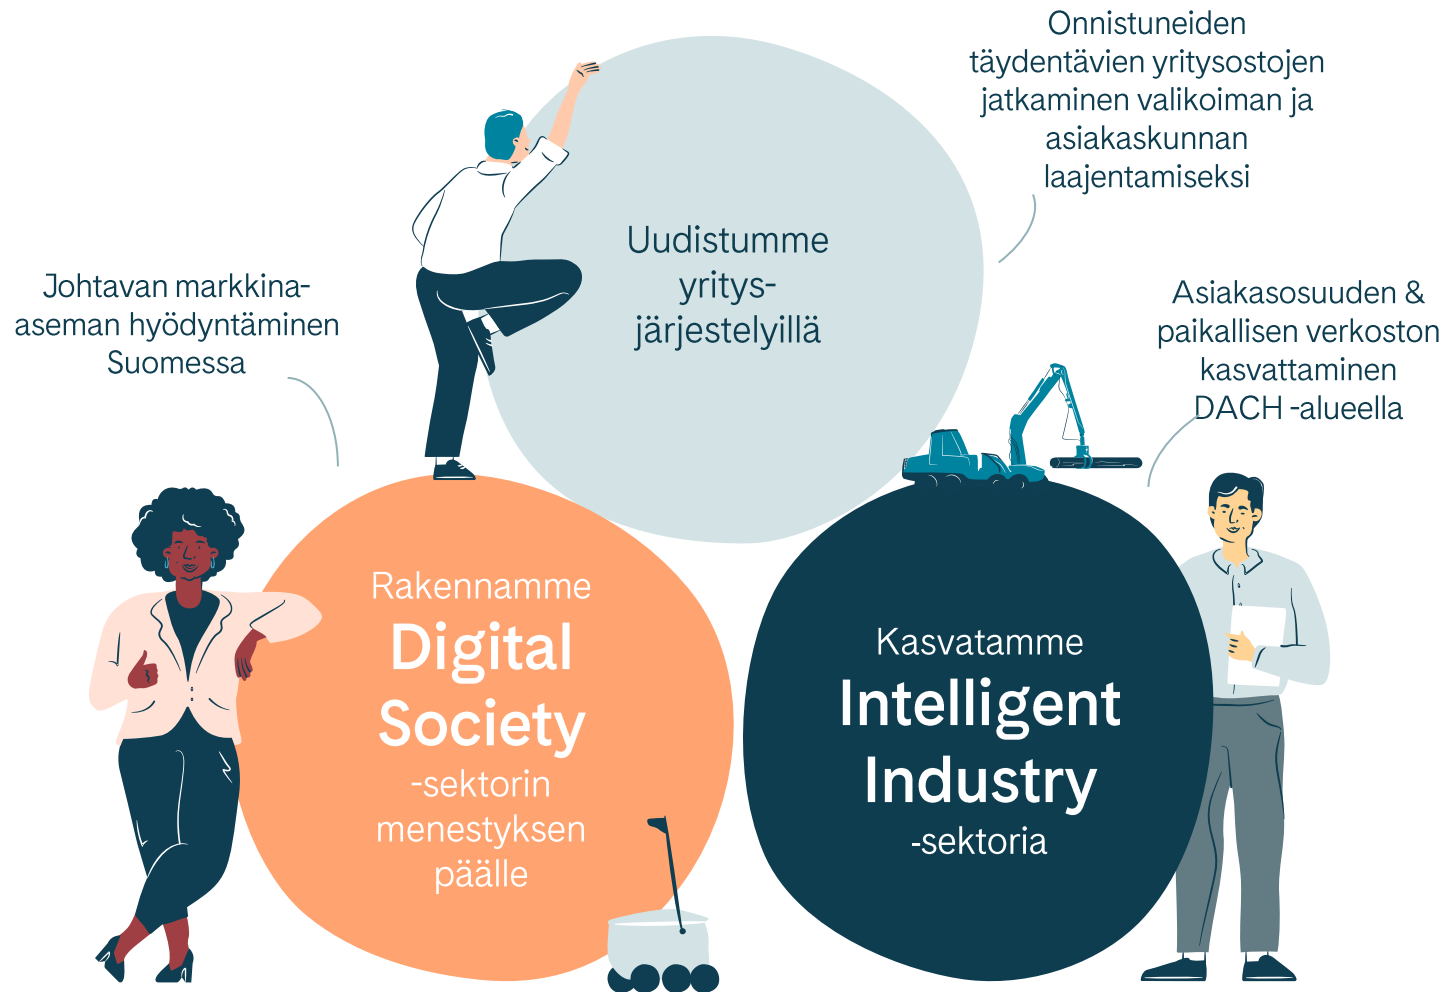 Onnistuneiden
täydentävien yritysostojen
jatkaminen valikoiman ja
asiakaskunnan
laajentamiseksi
Uudistumme
yritys-
järjestelyillä
Johtavan markkina-
aseman hyödyntäminen
Suomessa
Asiakasosuuden &
paikallisen verkoston
kasvattaminen
DACH -alueella
Rakennamme
Digital
Society
-sektorin
menestyksen
päälle
Kasvatamme
Intelligent
Industry
-sektoria